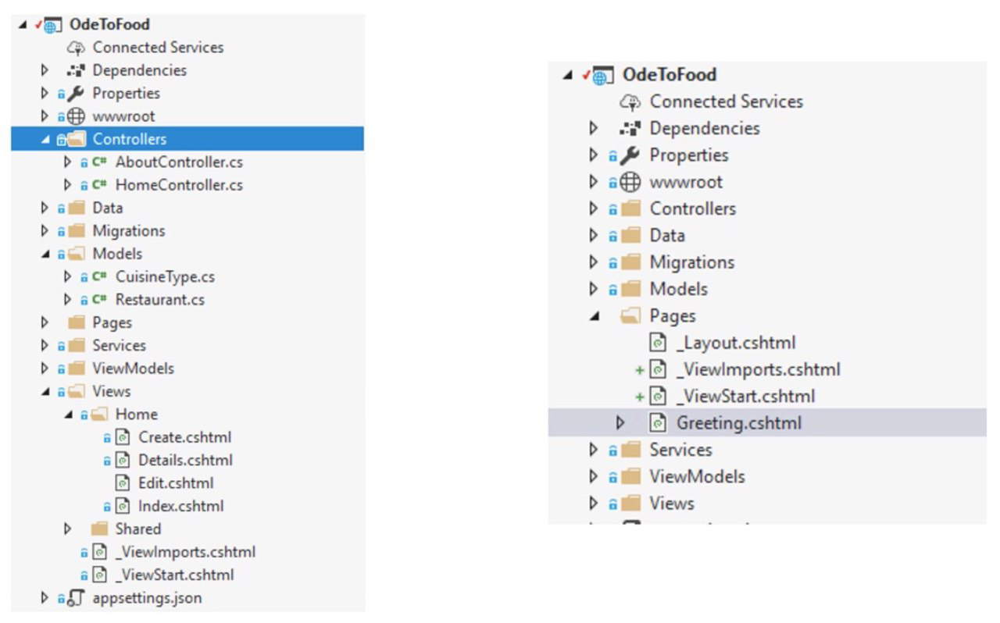 OdeToFood
Connected Services
Dependencies
Properties
wwwroot
Controllers
C# AboutController.cs
C# HomeController.cs
Data
Migrations
Models
C# CuisineType.cs
C# Restaurant.cs
Pages
Services
ViewModels
Views
Home
Create.cshtml
Details.cshtml
Edit.cshtml
Index.cshtml
Shared
_ViewImports.cshtml
_ViewStart.cshtml
appsettings.json
OdeToFood
Connected Services
Dependencies
Properties
wwwroot
Controllers
Data
Migrations
Models
Pages
_Layout.cshtml
_ViewImports.cshtml
_ViewStart.cshtml
Greeting.cshtml
Services
ViewModels
Views